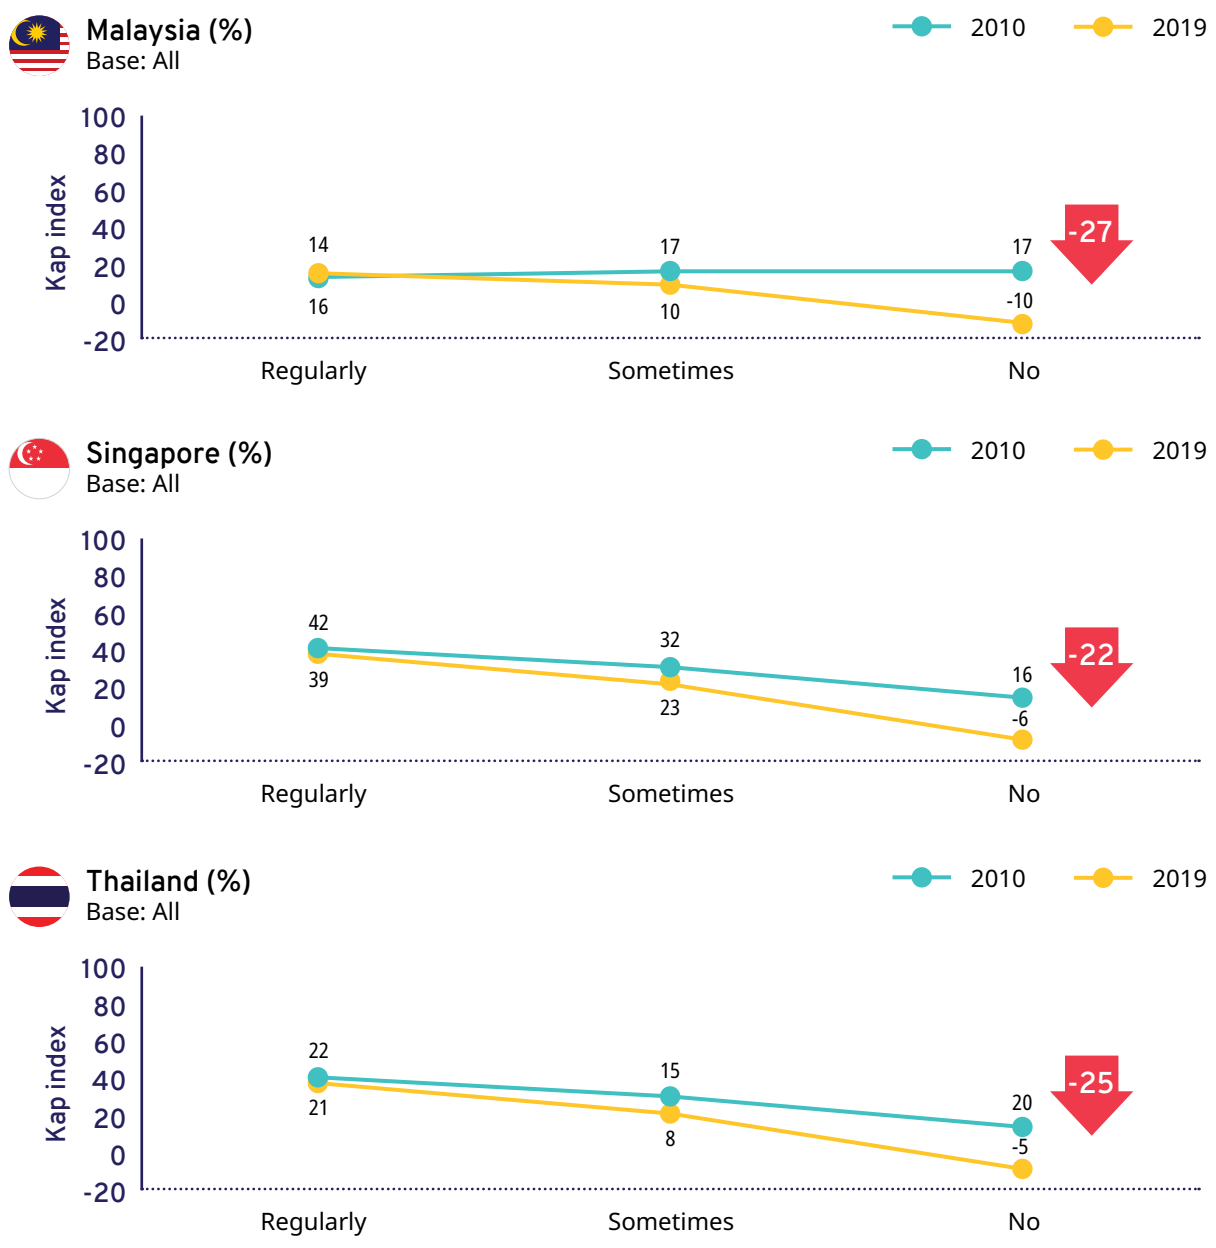 Malaysia (%)
Base: All
2010
2019
100
80
60
40
20
0
-20
Kap index
14
16
17
10
17
-10
-27
Regularly
Sometimes
No
Singapore (%)
Base: All
2010
2019
100
80
60
40
20
0
-20
Kap index
42
39
32
23
16
-6
-22
Regularly
Sometimes
No
Thailand (%)
Base: All
2010
2019
100
80
60
40
20
0
-20
Kap index
22
21
15
8
20
-5
-25
Regularly
Sometimes
No